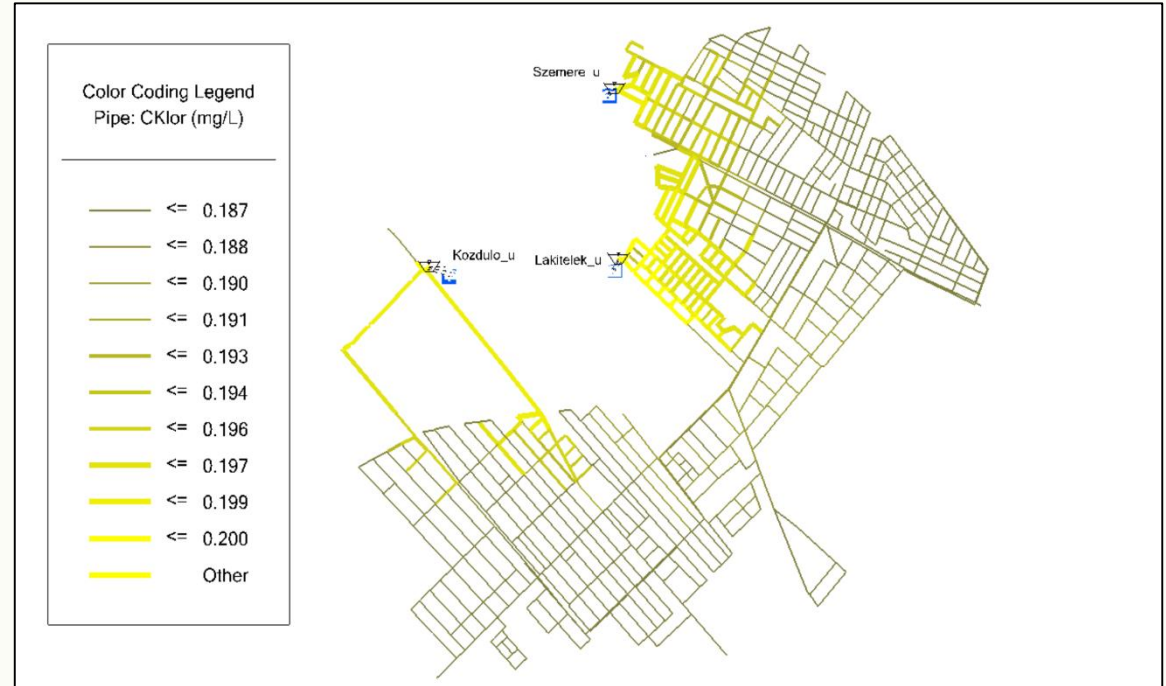 Color Coding Legend
Pipe: CKlor (mg/L)
<= 0.187
<= 0.188
<= 0.190
<= 0.191
<= 0.193
<= 0.194
<= 0.196
<= 0.197
<= 0.199
<= 0.200
Other
Szemere_u
Kozdulo_u
Lakitelek_u